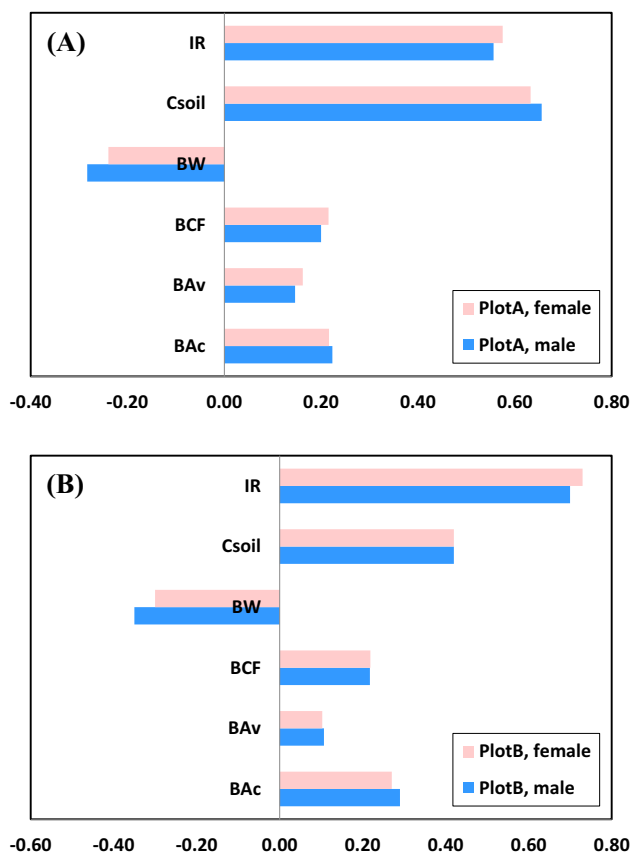 (A)
IR
Csoil
BW
BCF
BAv
BAc
PlotA, female
PlotA, male
-0.40 -0.20 0.00 0.20 0.40 0.60 0.80
(B)
IR
Csoil
BW
BCF
BAv
BAc
PlotB, female
PlotB, male
-0.60 -0.40 -0.20 0.00 0.20 0.40 0.60 0.80